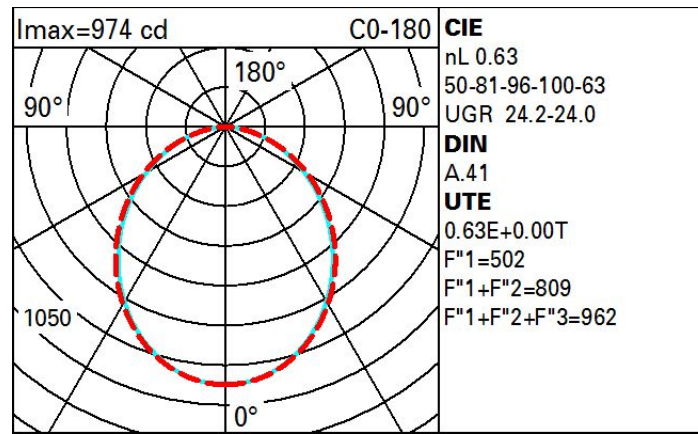 Imax=974 cd C0-180
180°
90° 90°
1050
0°
CIE
nL 0.63
50-81-96-100-63
UGR 24.2-24.0
DIN
A.41
UTE
0.63E+0.00T
F"1=502
F"1+F"2=809
F"1+F"2+F"3=962